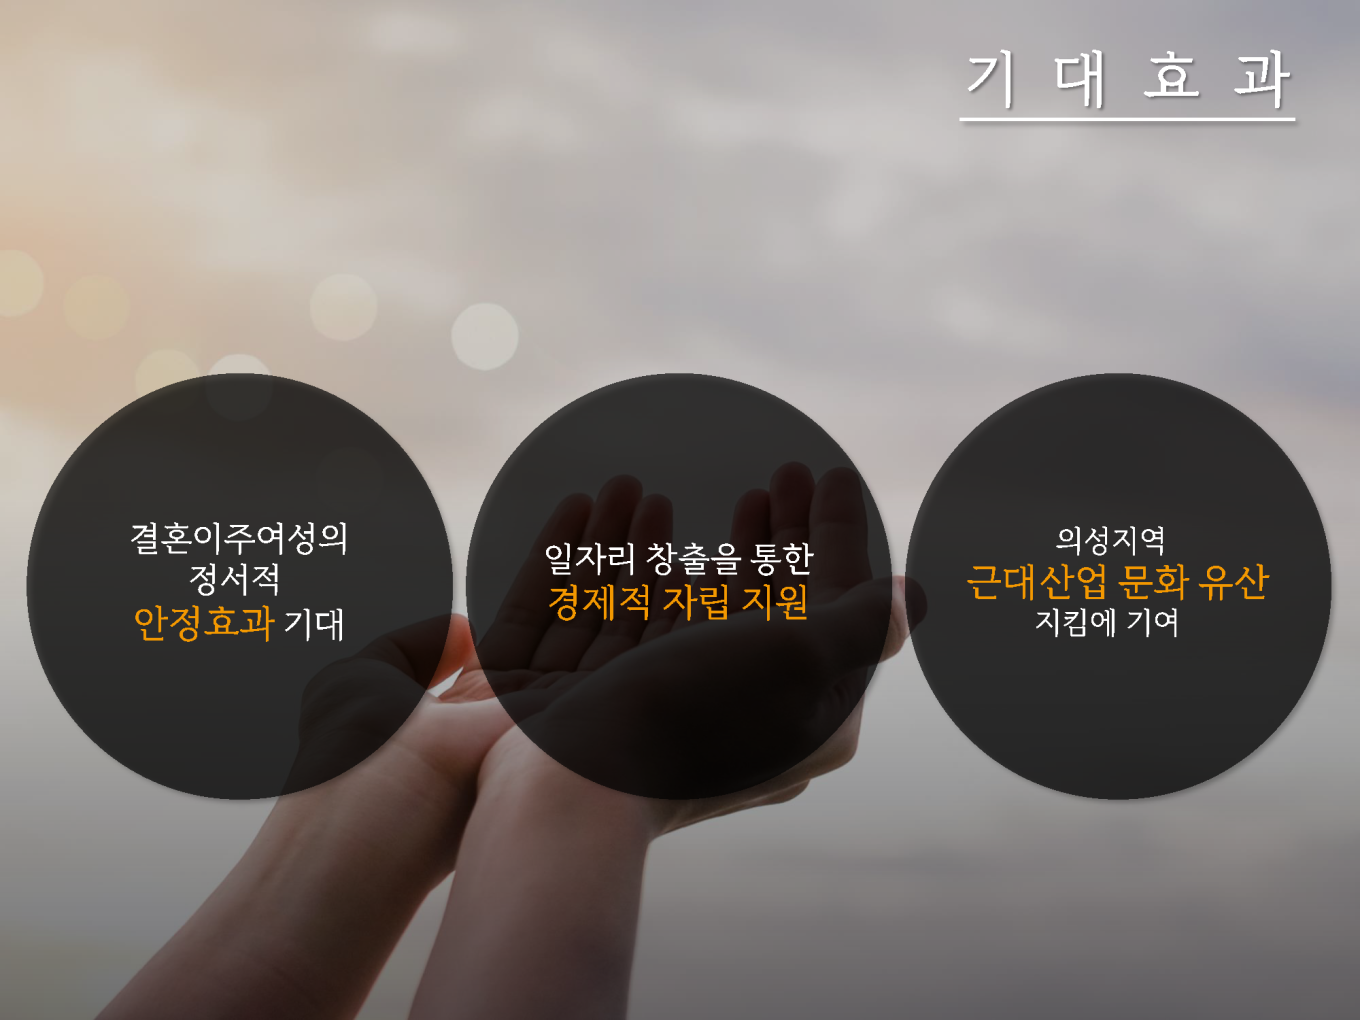 기 대 효 과
결혼이주여성의
정서적
안정효과 기대
일자리 창출을 통한
경제적 자립 지원
의성지역
근대산업 문화 유산
지킴에 기여